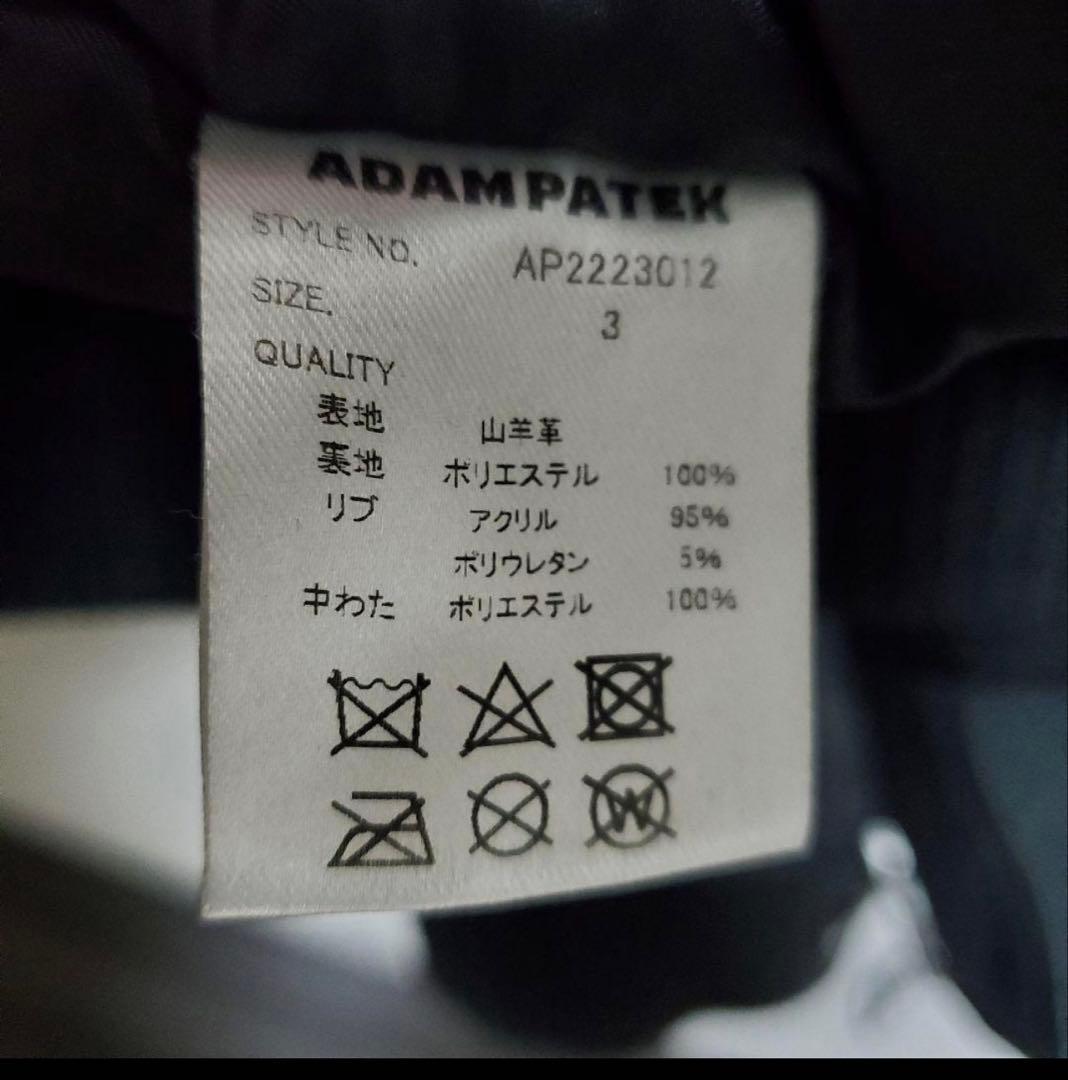 ADAM PATEK
STYLE NO. AP2223012
SIZE. 3
QUALITY
表地 山羊革
裏地 ポリエステル 100%
リブ アクリル 95%
ポリウレタン 5%
中わた ポリエステル 100%
W